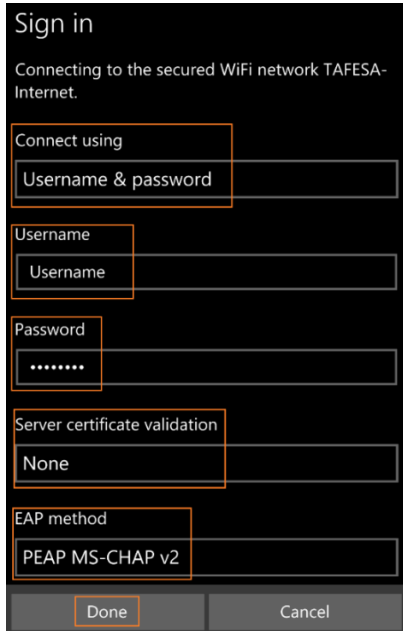 Sign in
Connecting to the secured WiFi network TAFESA-
Internet.
Connect using
Username & password
Username
Username
Password
••••••••
Server certificate validation
None
EAP method
PEAP MS-CHAP v2
Done Cancel